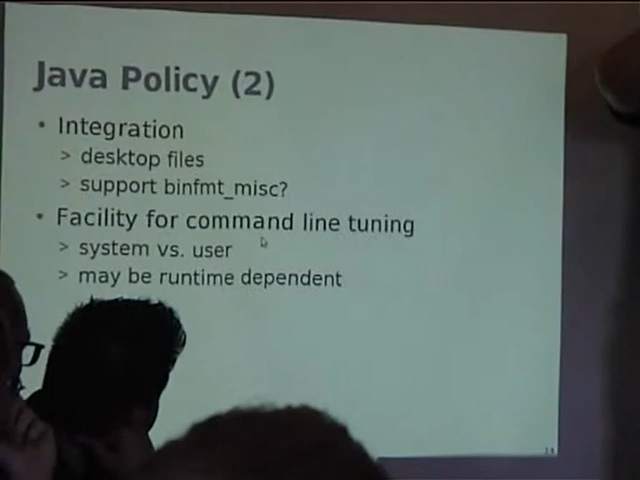 Java Policy (2)
• Integration
> desktop files
> support binfmt_misc?
• Facility for command line tuning
> system vs. user
> may be runtime dependent